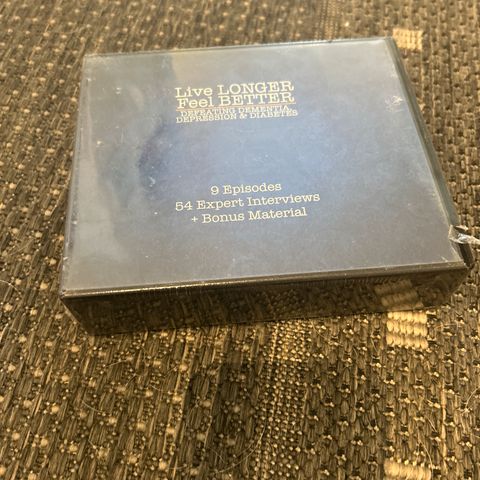 Live LONGER
Feel BETTER
DEFEATING DEMENTIA,
DEPRESSION & DIABETES
9 Episodes
54 Expert Interviews
+ Bonus Material